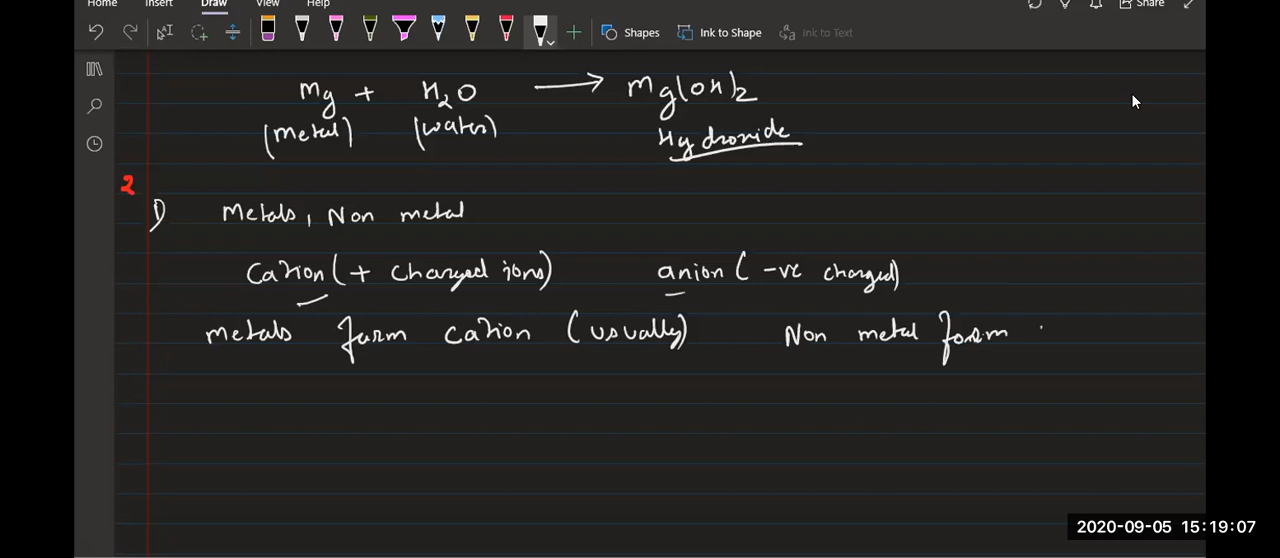 Home Insert Draw View Help Share
Shapes Ink to Shape Ink to Text
Mg + H2O → Mg(OH)2
(metal) (water) Hydroxide
2
1) Metals, Non metal
Cation (+ charged ions) anion (-ve charged)
metals form cation (usually) Non metal form
2020-09-05 15:19:07